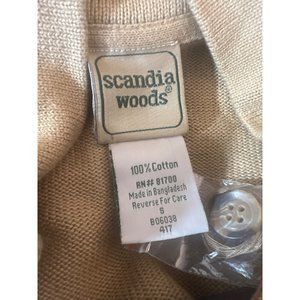 scandia
woods®
100% Cotton
RN## 81700
Made in Bangladesh
Reverse For Care
S
B06038
417